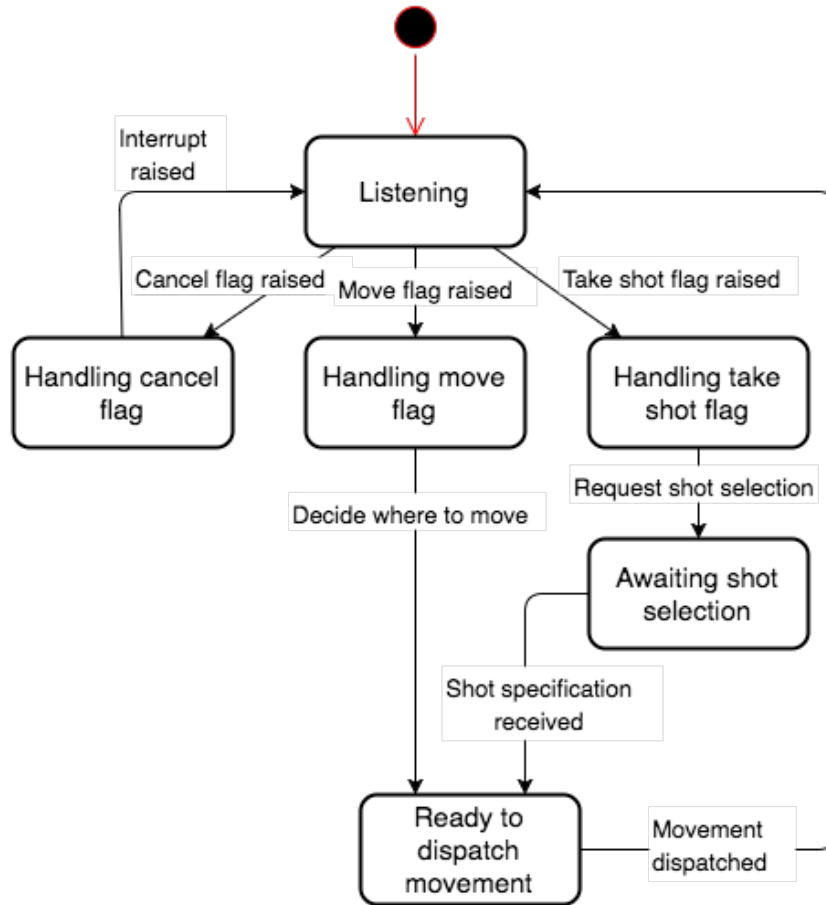 Interrupt
raised
Listening
Cancel flag raised
Move flag raised
Take shot flag raised
Handling cancel
flag
Handling move
flag
Handling take
shot flag
Request shot selection
Decide where to move
Awaiting shot
selection
Shot specification
received
Ready to
dispatch
movement
Movement
dispatched